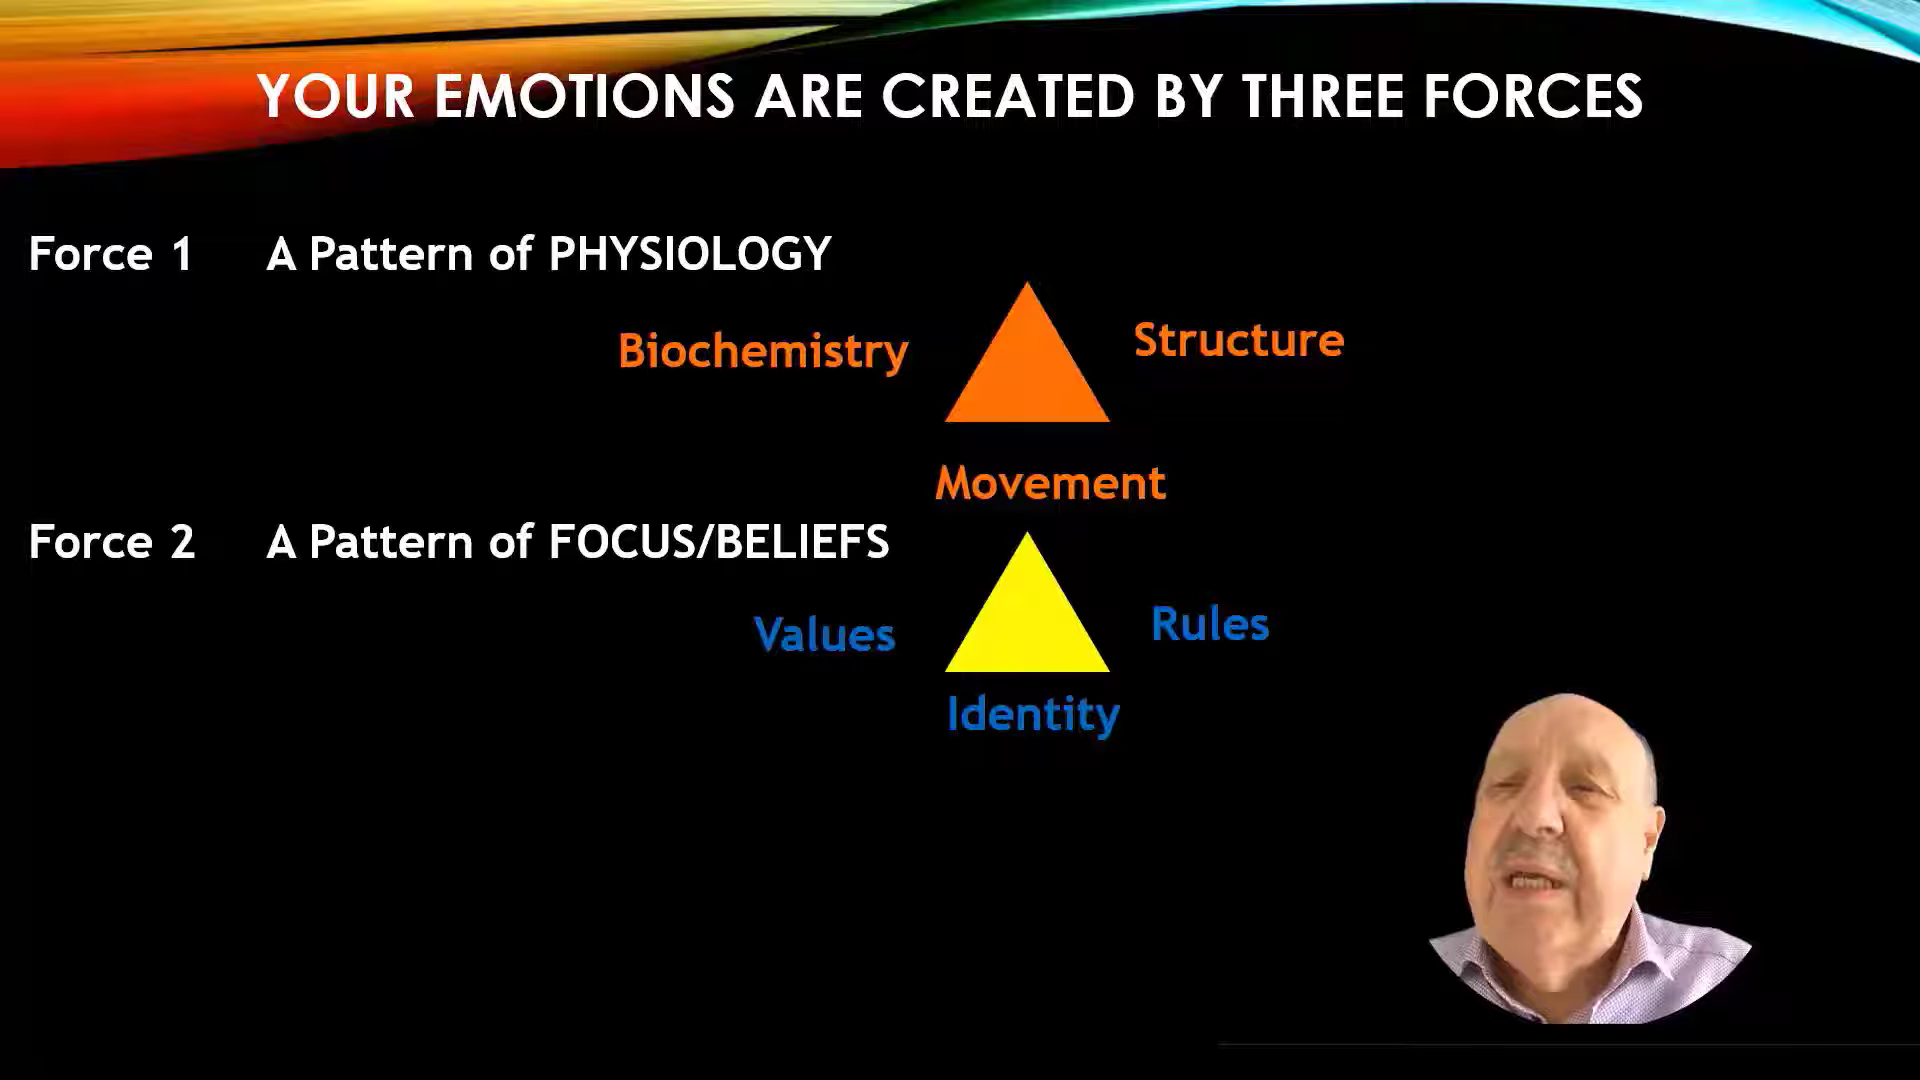 YOUR EMOTIONS ARE CREATED BY THREE FORCES
Force 1 A Pattern of PHYSIOLOGY
Biochemistry
Structure
Movement
Force 2 A Pattern of FOCUS/BELIEFS
Values
Rules
Identity